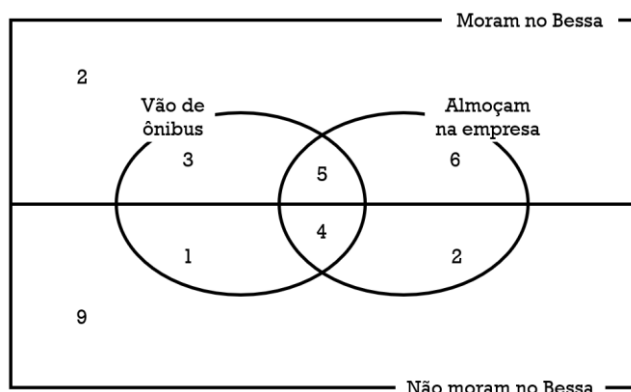 Moram no Bessa
2
Vão de
ônibus
Almoçam
na empresa
3
5
6
4
1
2
9
Não moram no Bessa